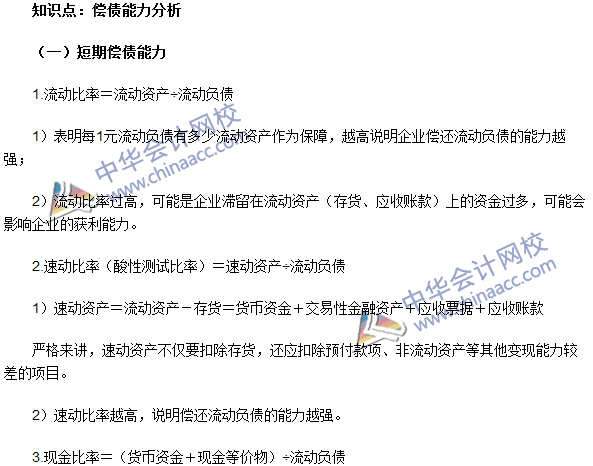 知识点：偿债能力分析
（一）短期偿债能力
1.流动比率＝流动资产÷流动负债
1）表明每1元流动负债有多少流动资产作为保障，越高说明企业偿还流动负债的能力越
强；
2）流动比率过高，可能是企业滞留在流动资产（存货、应收账款）上的资金过多，可能会
影响企业的获利能力。
2.速动比率（酸性测试比率）＝速动资产÷流动负债
1）速动资产＝流动资产－存货＝货币资金＋交易性金融资产＋应收票据＋应收账款
严格来讲，速动资产不仅要扣除存货，还应扣除预付款项、非流动资产等其他变现能力较
差的项目。
2）速动比率越高，说明偿还流动负债的能力越强。
3.现金比率＝（货币资金＋现金等价物）÷流动负债
中华会计网校
www.chinaacc.com
中华会计网校
www.chinaacc.com